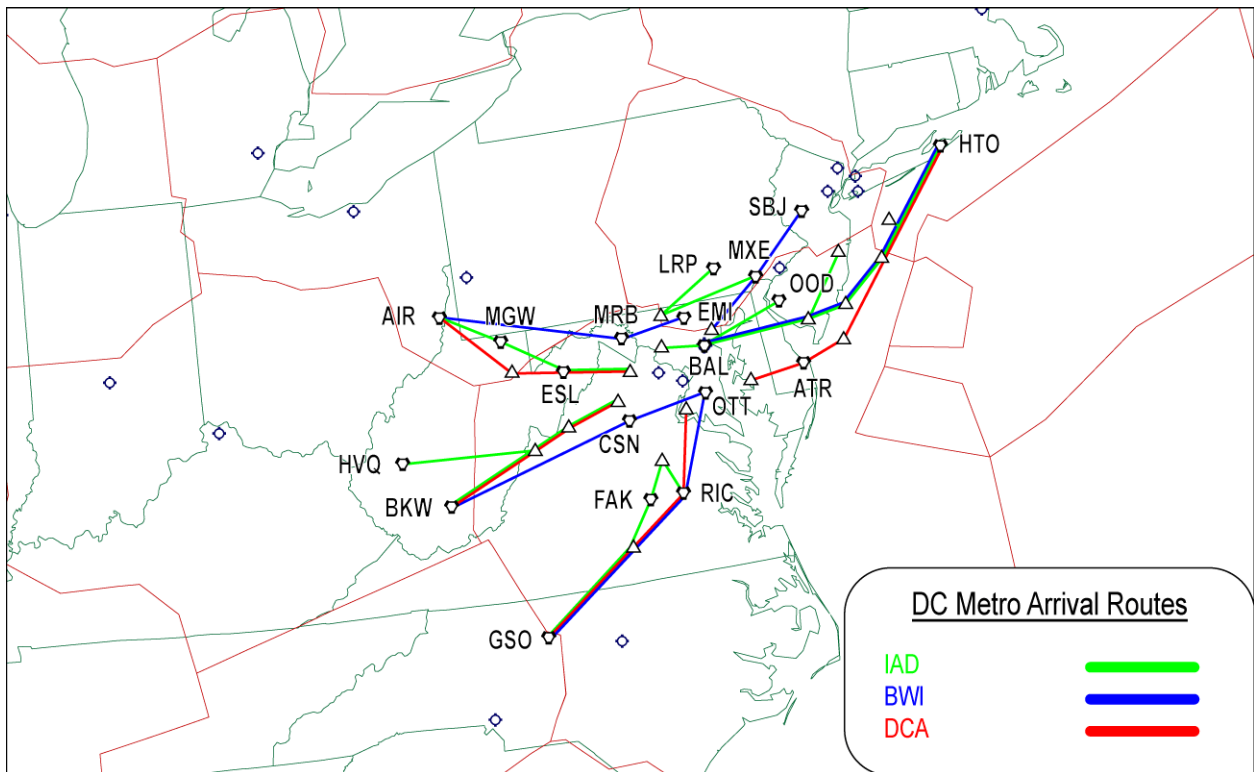 HTO
SBJ
MXE
LRP
OOD
AIR
MGW
MRB
EMI
BAL
ESL
ATR
OTT
CSN
HVQ
BKW
FAK
RIC
GSO
DC Metro Arrival Routes
IAD
BWI
DCA